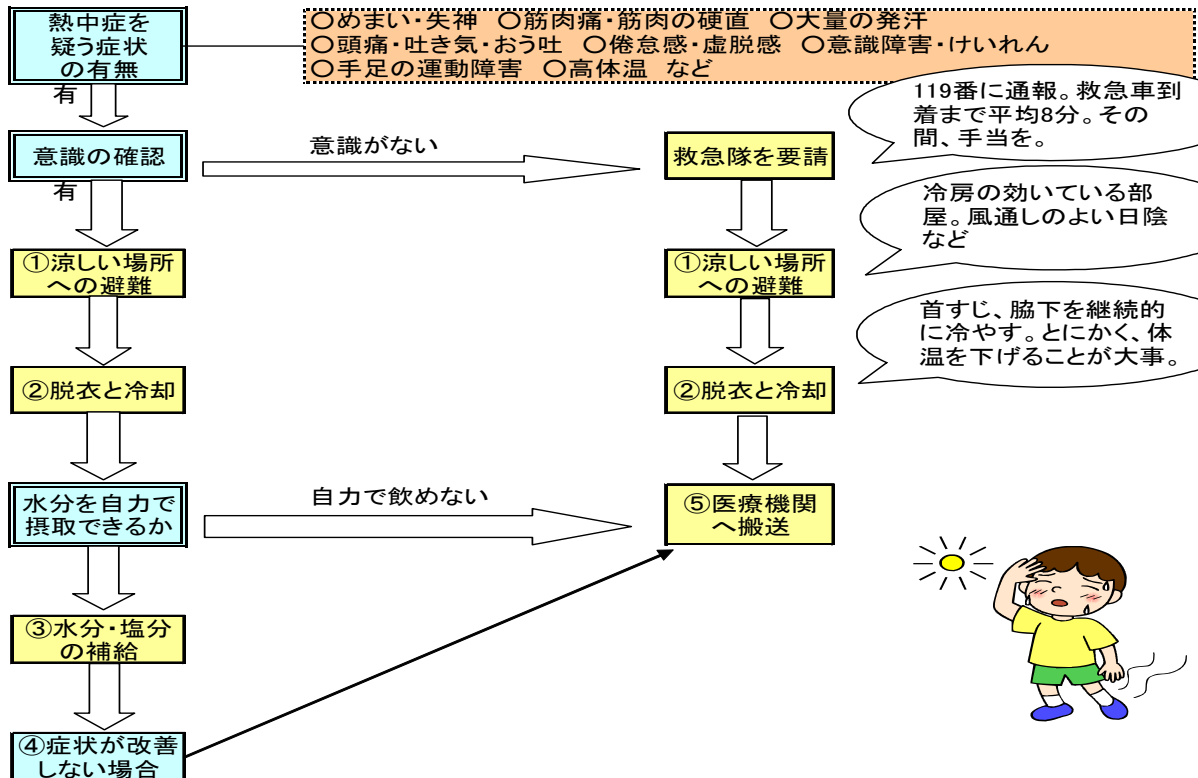 熱中症を
疑う症状
の有無
〇めまい・失神 〇筋肉痛・筋肉の硬直 〇大量の発汗
〇頭痛・吐き気・おう吐 〇倦怠感・虚脱感 〇意識障害・けいれん
〇手足の運動障害 〇高体温 など
有
119番に通報。救急車到
着まで平均8分。その
間、手当を。
意識の確認
意識がない
救急隊を要請
有
冷房の効いている部
屋。風通しのよい日陰
など
①涼しい場所
への避難
①涼しい場所
への避難
首すじ、脇下を継続的
に冷やす。とにかく、体
温を下げることが大事。
②脱衣と冷却
②脱衣と冷却
水分を自力で
摂取できるか
自力で飲めない
⑤医療機関
へ搬送
③水分・塩分
の補給
④症状が改善
しない場合